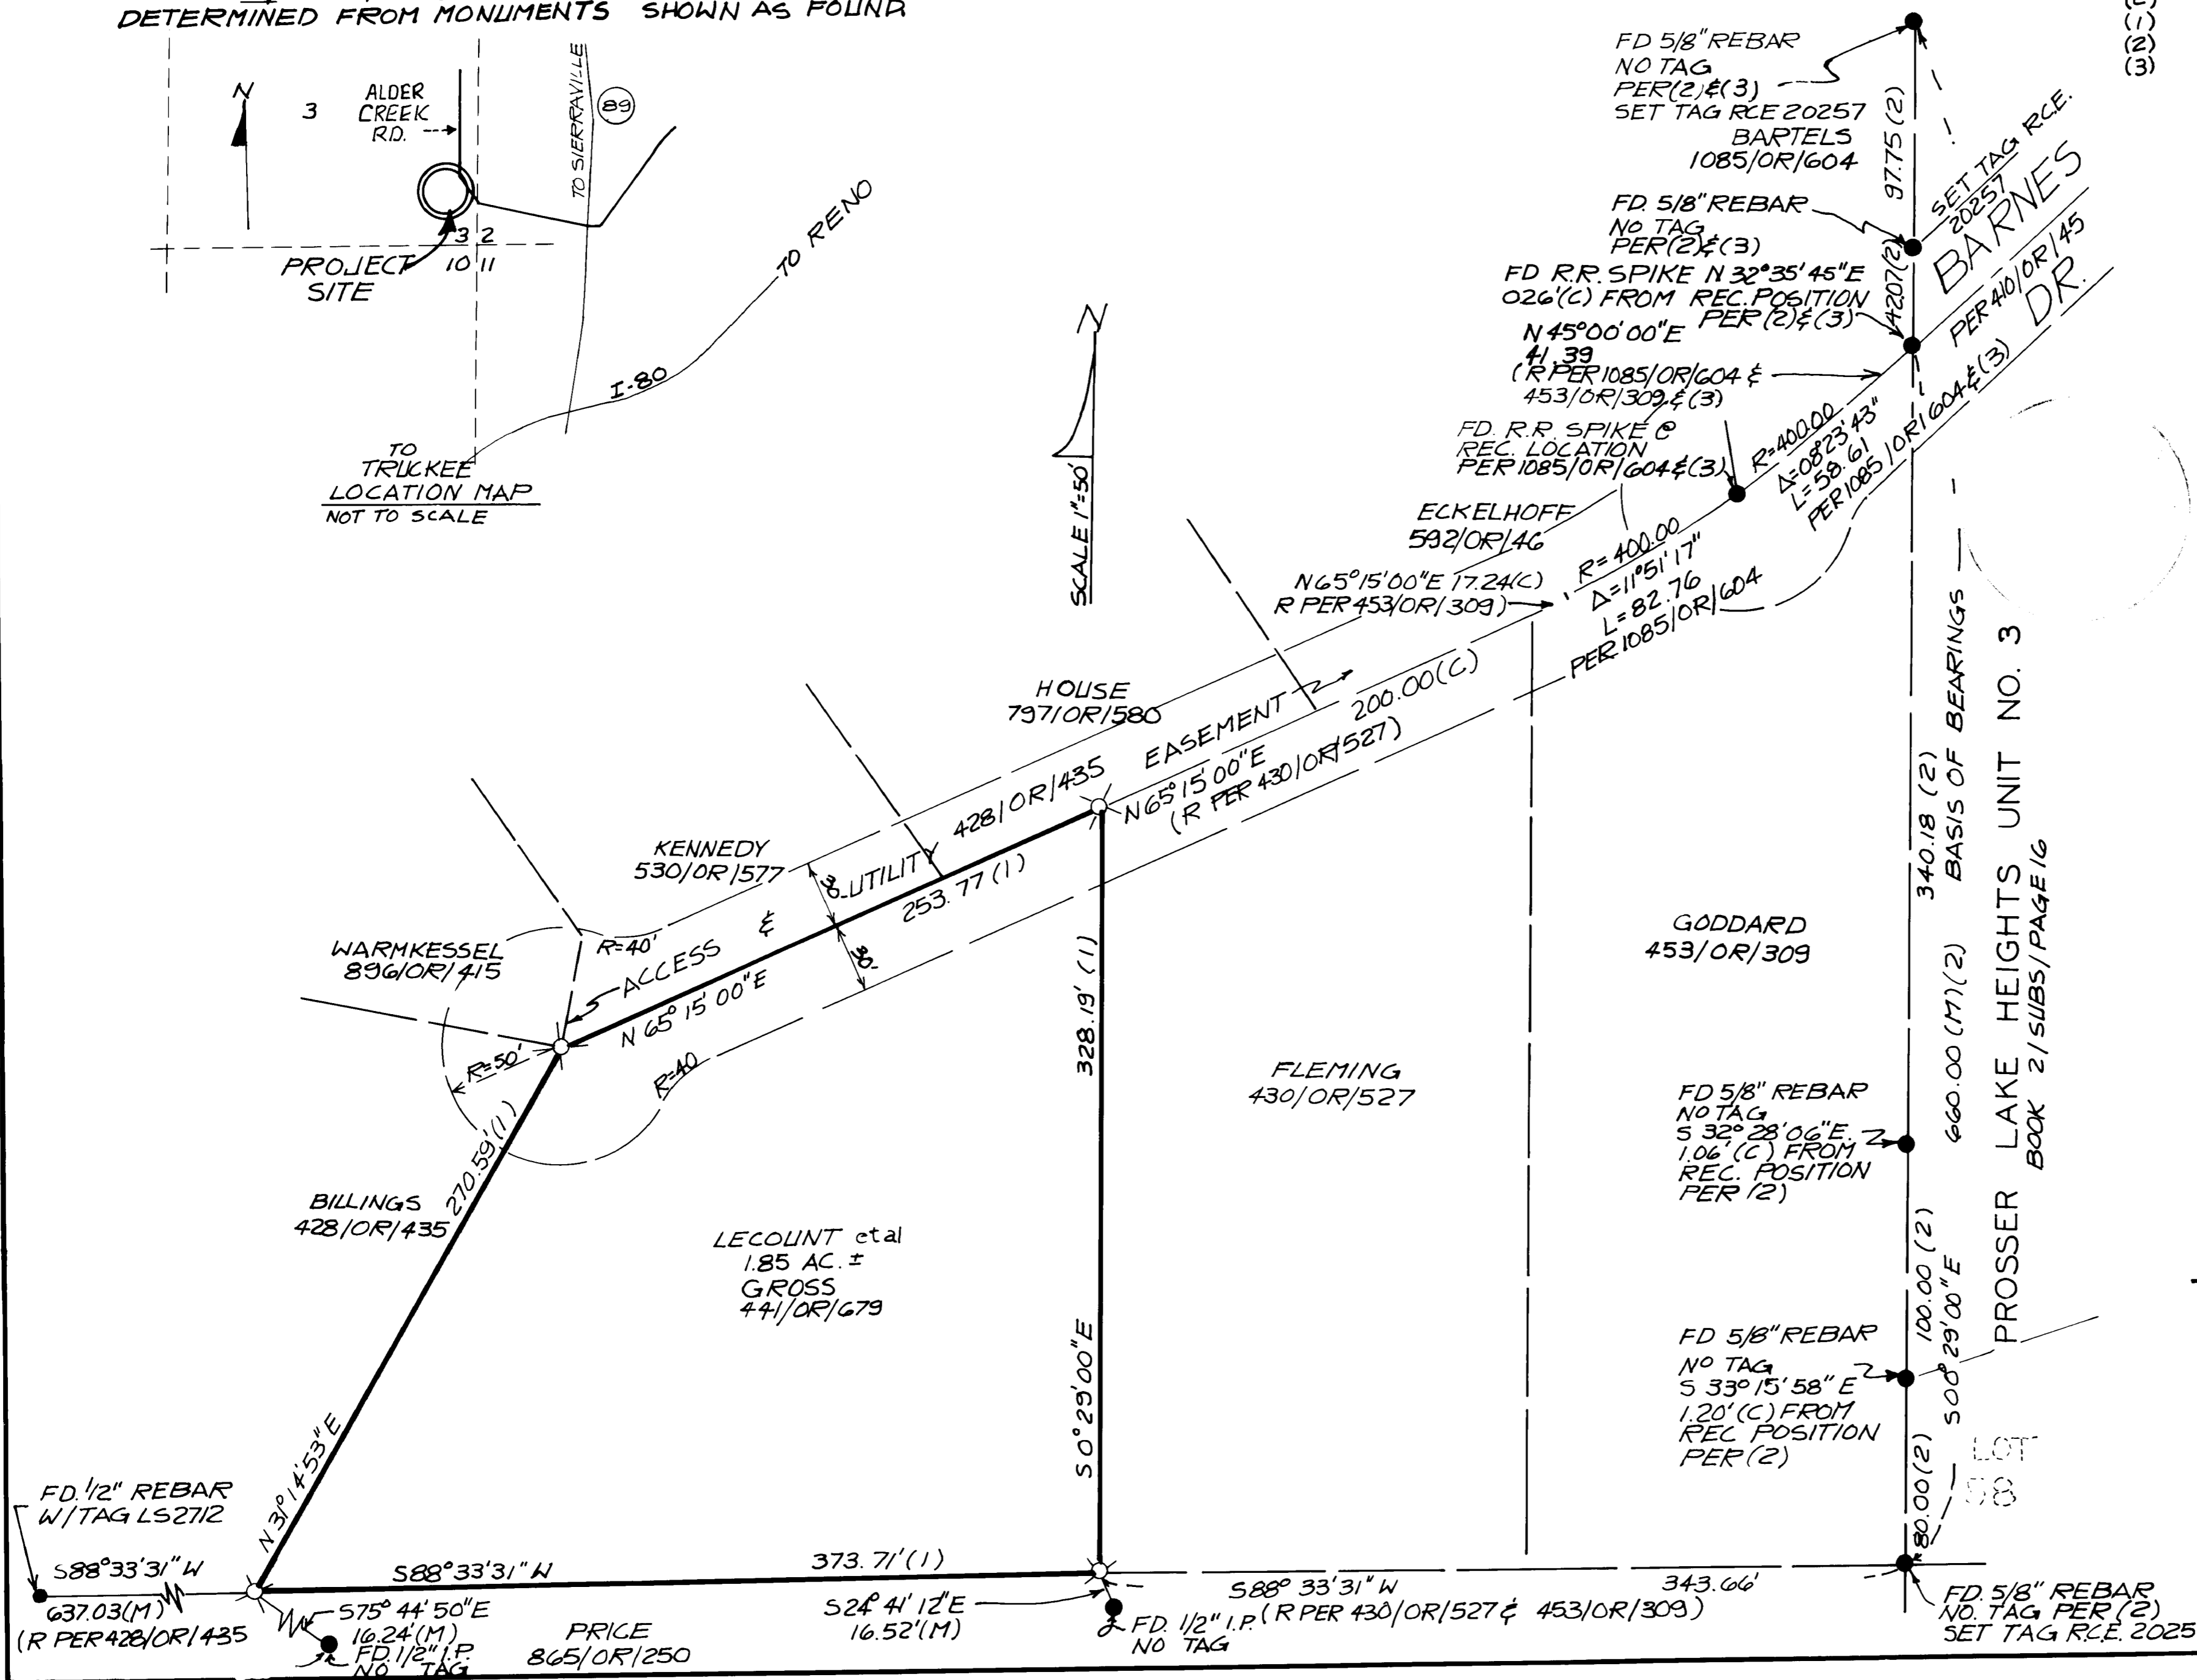 DETERMINED FROM MONUMENTS SHOWN AS FOUND
N
3
ALDER
CREEK
RD.
TO SIERRAVILLE
89
3 2
10 11
PROJECT
SITE
TO RENO
I-80
TO
TRUCKEE
LOCATION MAP
NOT TO SCALE
N
SCALE 1"=50'
(1)
(2)
(3)
FD 5/8" REBAR
NO TAG
PER(2)&(3)
SET TAG RCE 20257
BARTELS
1085/OR/604
97.75 (2)
FD. 5/8" REBAR
NO TAG
PER(2)&(3)
SET TAG R.C.E.
20257
BARNES
DR.
PER 410/OR/45
42.07(2)
FD R.R. SPIKE N 32°35'45"E
026'(C) FROM REC. POSITION
PER (2)&(3)
N 45°00'00"E
41.39
(R PER 1085/OR/604 &
453/OR/309 & (3)
FD. R.R. SPIKE @
REC. LOCATION
PER 1085/OR/604 &(3)
R=400.00
Δ=08°23'43"
L=58.61
PER 1085/OR/604 &(3)
ECKELHOFF
592/OR/46
R=400.00
Δ=11°51'17"
L=82.76
PER 1085/OR/604
N65°15'00"E 17.24(C)
R PER 453/OR/309)
HOUSE
797/OR/580
ACCESS & UTILITY EASEMENT
428/OR/435
200.00(C)
N65°15'00"E
(R PER 430/OR/527)
KENNEDY
530/OR/577
30
30
253.77 (1)
N 65° 15' 00"E
R=40'
WARMKESSEL
896/OR/415
R=50'
R=40
328.19' (1)
S 0° 29' 00" E
GODDARD
453/OR/309
FLEMING
430/OR/527
340.18 (2)
BASIS OF BEARINGS
660.00 (M)(2)
S00° 29' 00" E
PROSSER LAKE HEIGHTS UNIT NO. 3
BOOK 2/SUBS/PAGE 16
FD 5/8" REBAR
NO TAG
S 32° 28' 06" E.
1.06' (C) FROM
REC. POSITION
PER (2)
100.00 (2)
BILLINGS
428/OR/435
270.59'(1)
N 31° 14' 53" E
LECOUNT etal
1.85 AC. ±
GROSS
441/OR/679
FD 5/8" REBAR
NO TAG
S 33° 15' 58" E
1.20' (C) FROM
REC POSITION
PER (2)
80.00(2)
LOT
58
FD. 1/2" REBAR
W/TAG LS2712
S88°33'31" W
637.03(M)
(R PER 428/OR/435
S88°33'31" W
373.71'(1)
S75° 44' 50"E
16.24'(M)
FD. 1/2" I.P.
NO TAG
PRICE
865/OR/250
S24° 41' 12"E
16.52'(M)
FD. 1/2" I.P.
NO TAG
S88° 33'31" W
343.66'
(R PER 430/OR/527 & 453/OR/309)
FD. 5/8" REBAR
NO. TAG PER (2)
SET TAG R.C.E. 2025